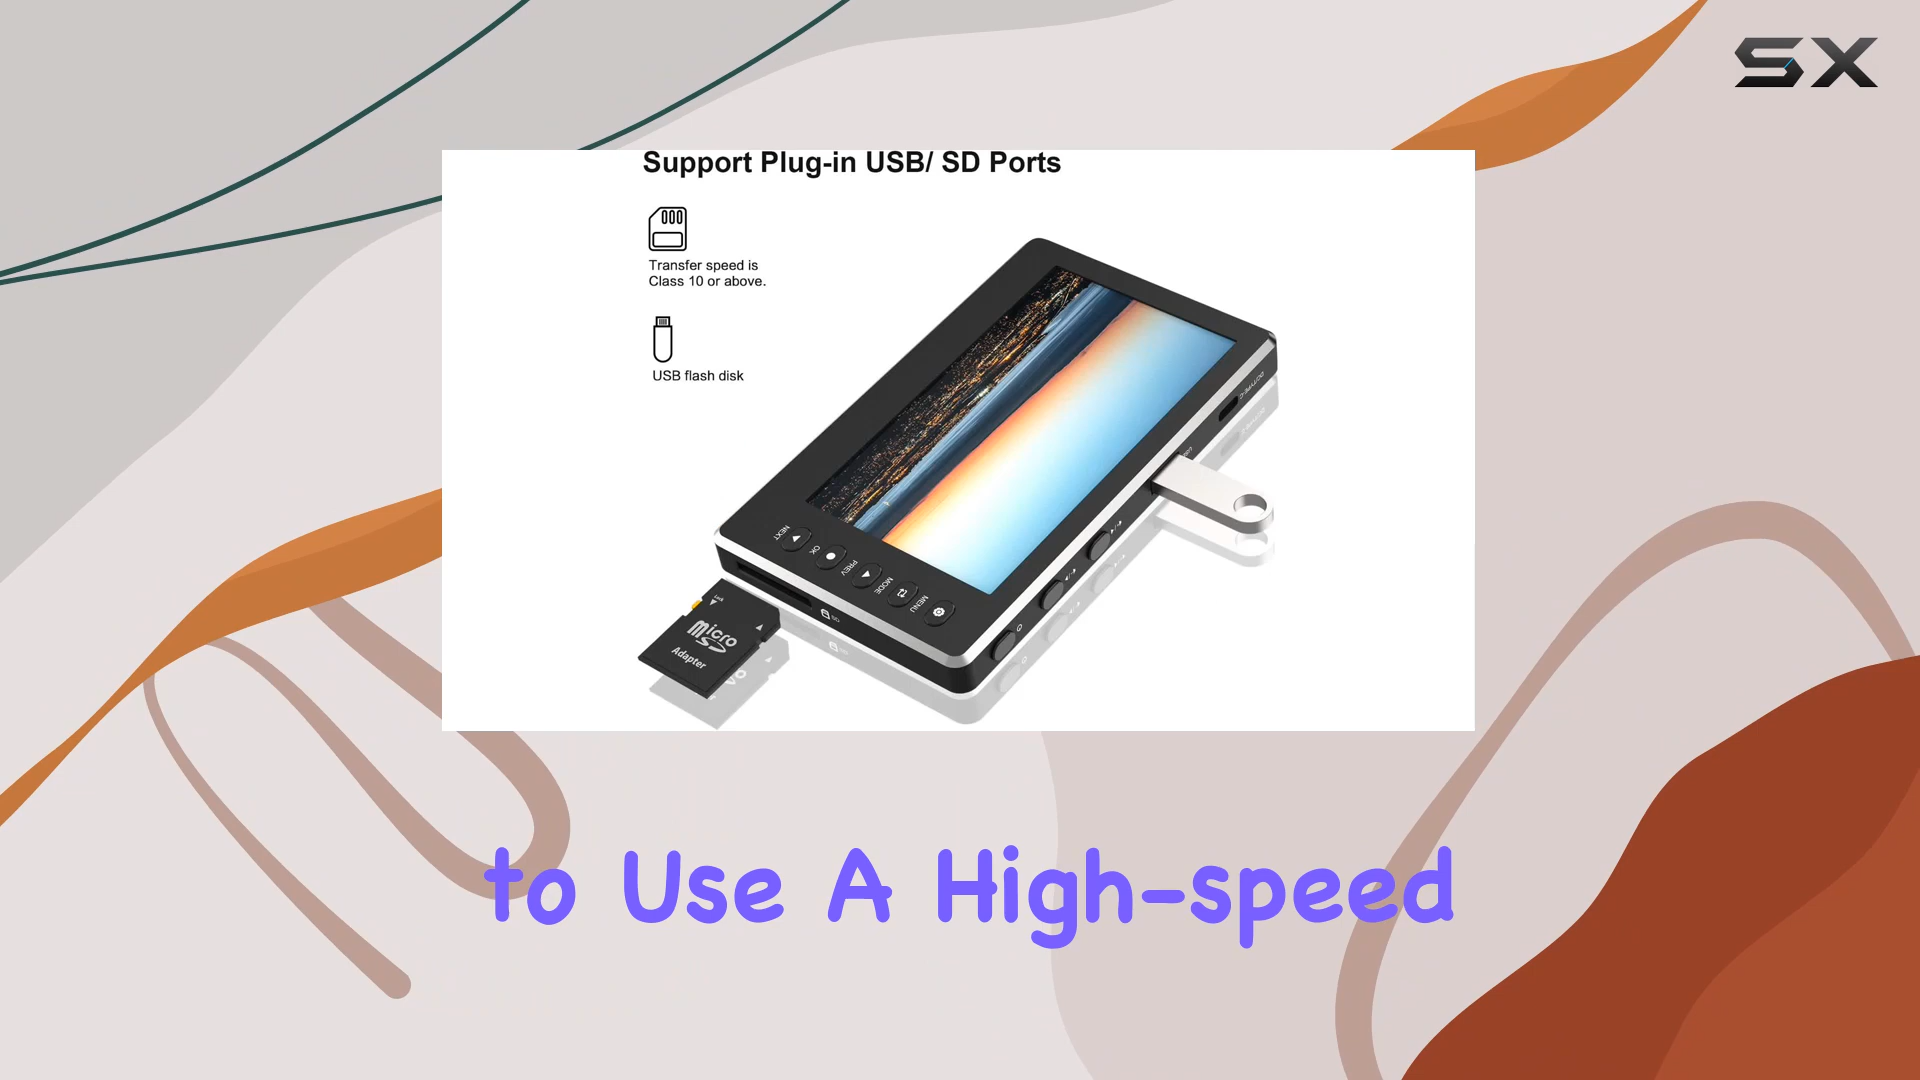 SX
Support Plug-in USB/ SD Ports
Transfer speed is
Class 10 or above.
USB flash disk
NEXT
OK
PREV
MODE
MENU
Lock
micro
SD
Adapter
to Use A High-speed